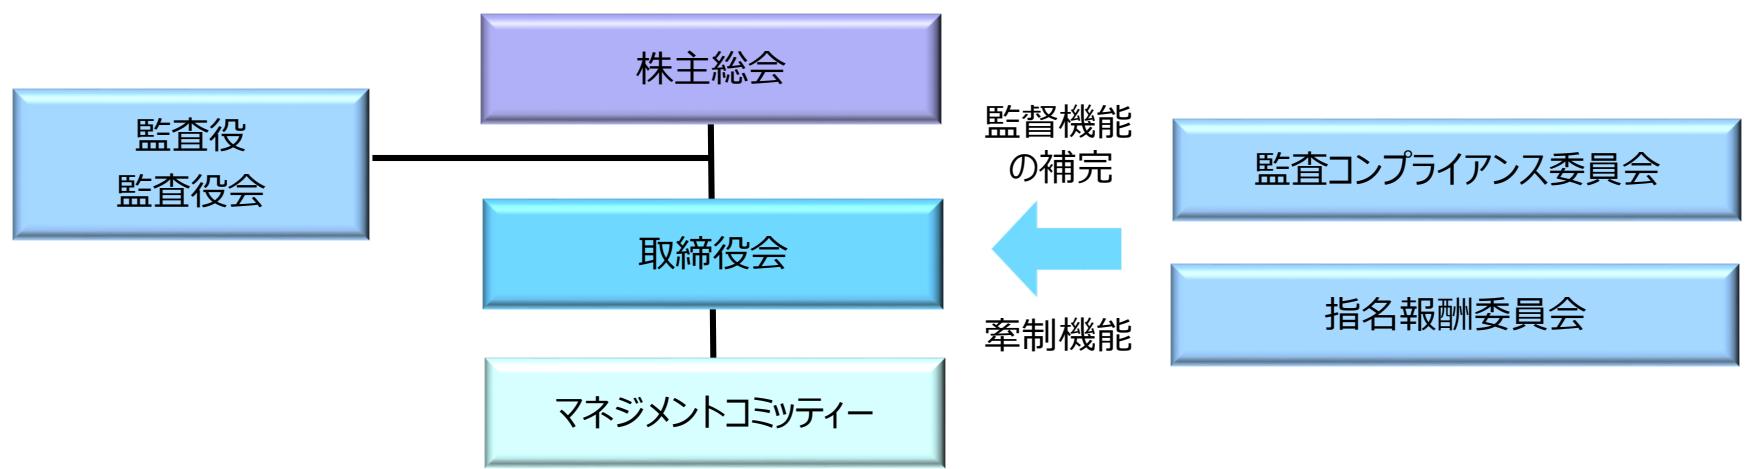 株主総会
監査役
監査役会
取締役会
マネジメントコミッティー
監督機能
の補完
牽制機能
監査コンプライアンス委員会
指名報酬委員会